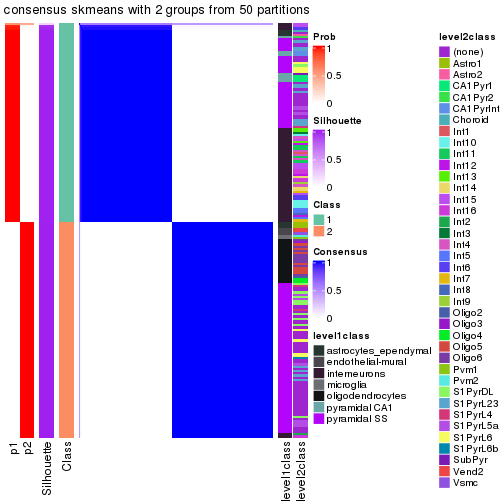 consensus skmeans with 2 groups from 50 partitions
p1
p2
Silhouette
Class
level1class
level2class
Prob
1
0.5
0
Silhouette
1
0.5
0
Class
1
2
Consensus
1
0.5
0
level1class
astrocytes_ependymal
endothelial-mural
interneurons
microglia
oligodendrocytes
pyramidal CA1
pyramidal SS
level2class
(none)
Astro1
Astro2
CA1Pyr1
CA1Pyr2
CA1PyrInt
Choroid
Int1
Int10
Int11
Int12
Int13
Int14
Int15
Int16
Int2
Int3
Int4
Int5
Int6
Int7
Int8
Int9
Oligo2
Oligo3
Oligo4
Oligo5
Oligo6
Pvm1
Pvm2
S1PyrDL
S1PyrL23
S1PyrL4
S1PyrL5a
S1PyrL6
S1PyrL6b
SubPyr
Vend2
Vsmc